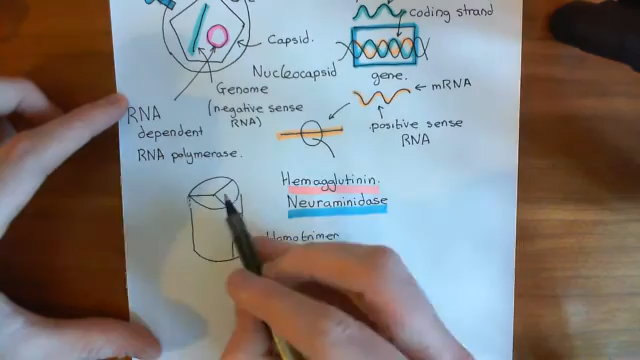 coding strand
Capsid.
Nucleocapsid
gene.
Genome
(negative sense
RNA)
mRNA
positive sense
RNA
RNA
dependent
RNA polymerase.
Hemagglutinin.
Neuraminidase
Homotrimer